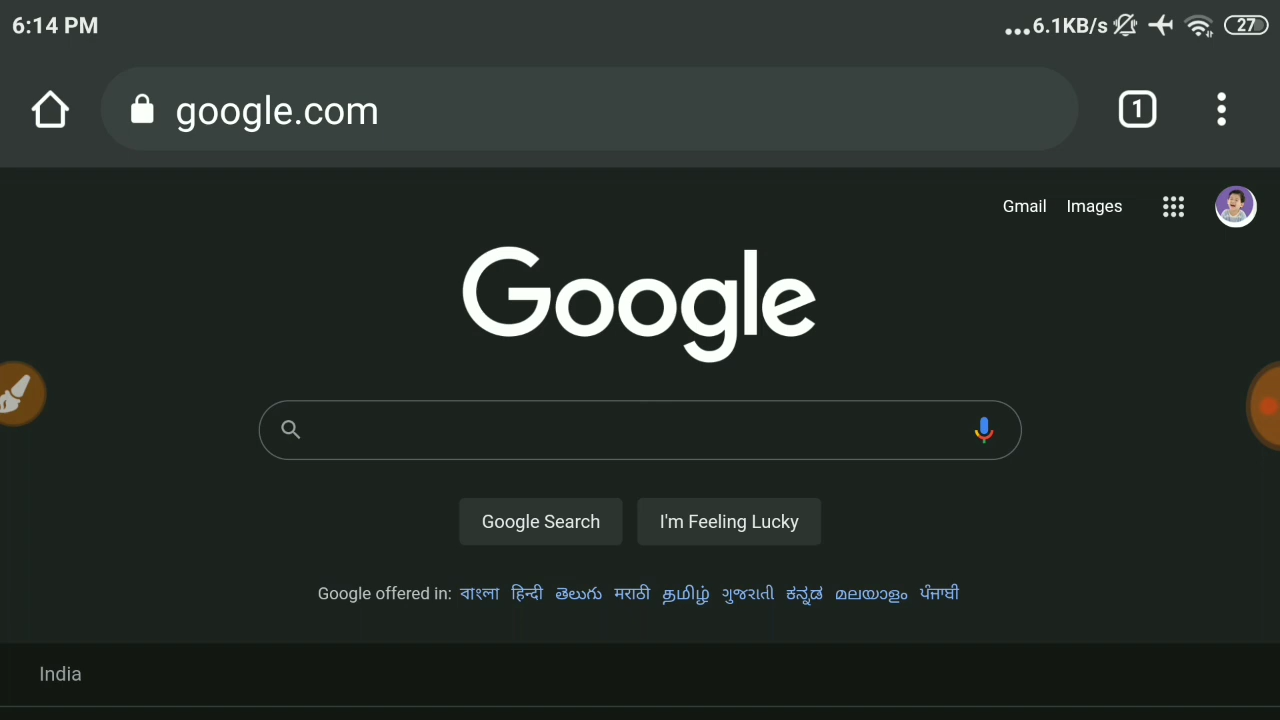 6:14 PM ...6.1KB/s 27
google.com 1
Gmail Images
Google
Google Search I'm Feeling Lucky
Google offered in: বাংলা हिन्दी తెలుగు मराठी தமிழ் ગુજરાતી ಕನ್ನಡ മലയാളം ਪੰਜਾਬੀ
India